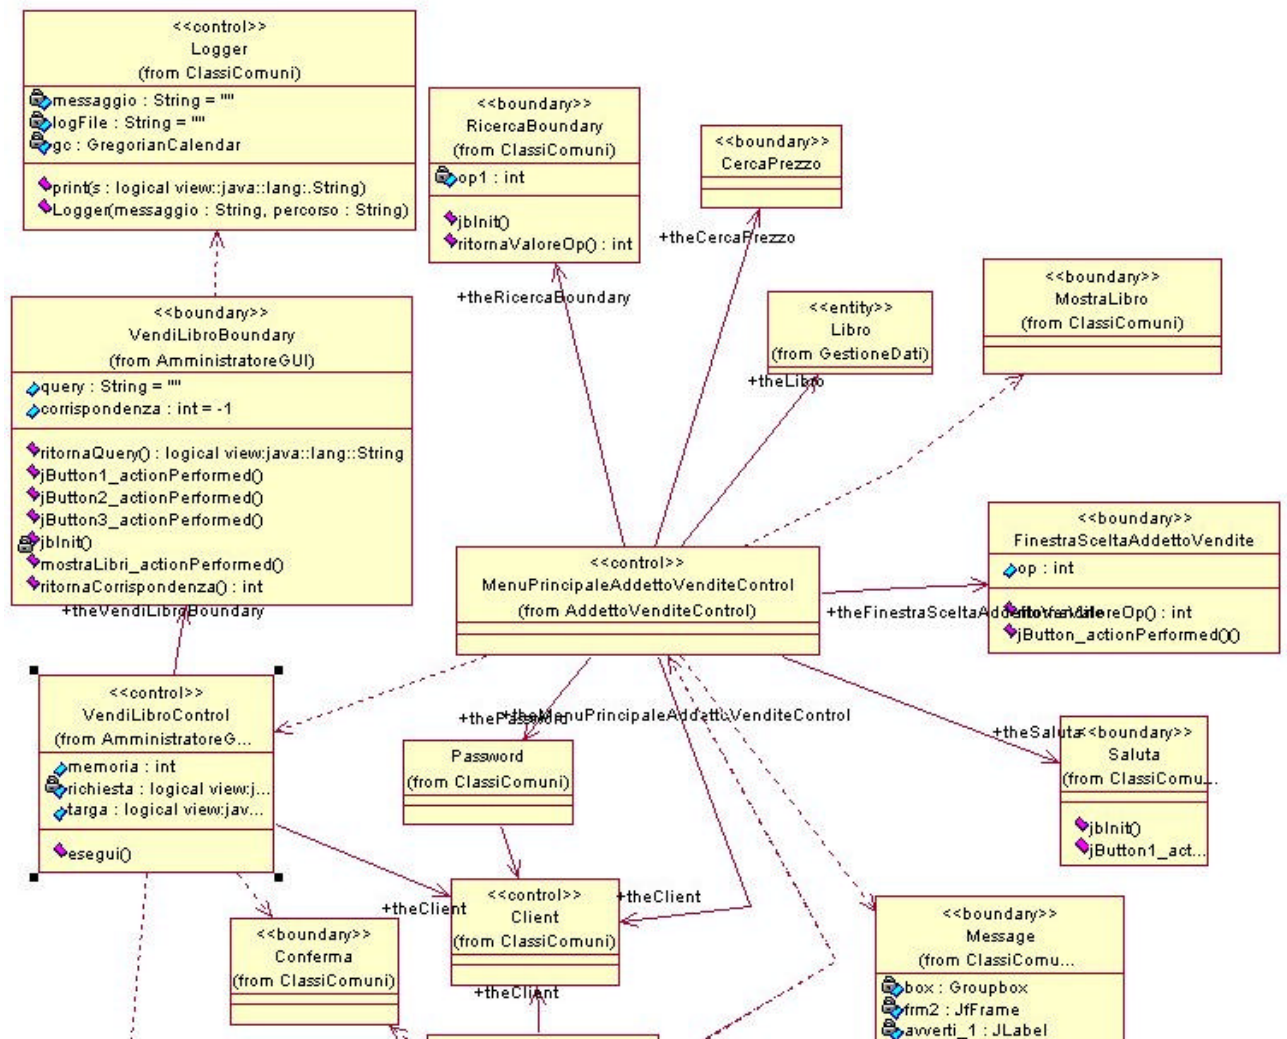 <<control>>
Logger
(from ClassiComuni)
messaggio : String = ""
logFile : String = ""
gc : GregorianCalendar
print(s : logical view::java::lang:.String)
Logger(messaggio : String, percorso : String)
<<boundary>>
RicercaBoundary
(from ClassiComuni)
op1 : int
jbInit()
ritornaValoreOp() : int
<<boundary>>
CercaPrezzo
+theCercaPrezzo
+theRicercaBoundary
<<entity>>
Libro
(from GestioneDati)
+theLibro
<<boundary>>
MostraLibro
(from ClassiComuni)
<<boundary>>
VendiLibroBoundary
(from AmministratoreGUI)
query : String = ""
corrispondenza : int = -1
ritornaQuery() : logical view:java::lang::String
jButton1_actionPerformed()
jButton2_actionPerformed()
jButton3_actionPerformed()
jbInit()
mostraLibri_actionPerformed()
ritornaCorrispondenza() : int
+theVendiLibroBoundary
<<control>>
MenuPrincipaleAddettoVenditeControl
(from AddettoVenditeControl)
<<boundary>>
FinestraSceltaAddettoVendite
op : int
+theFinestraSceltaAddettoVendite
ritornaValoreOp() : int
jButton_actionPerformed()()
<<control>>
VendiLibroControl
(from AmministratoreG...
memoria : int
richiesta : logical view:j...
targa : logical view:jav...
esegui()
+thePassword
+theMenuPrincipaleAddettoVenditeControl
Password
(from ClassiComuni)
+theSaluta
<<boundary>>
Saluta
(from ClassiComu...
jbInit()
jButton1_act...
+theClient
<<control>>
Client
(from ClassiComuni)
+theClient
+theClient
<<boundary>>
Conferma
(from ClassiComuni)
<<boundary>>
Message
(from ClassiComu...
box : Groupbox
frm2 : JfFrame
avverti_1 : JLabel